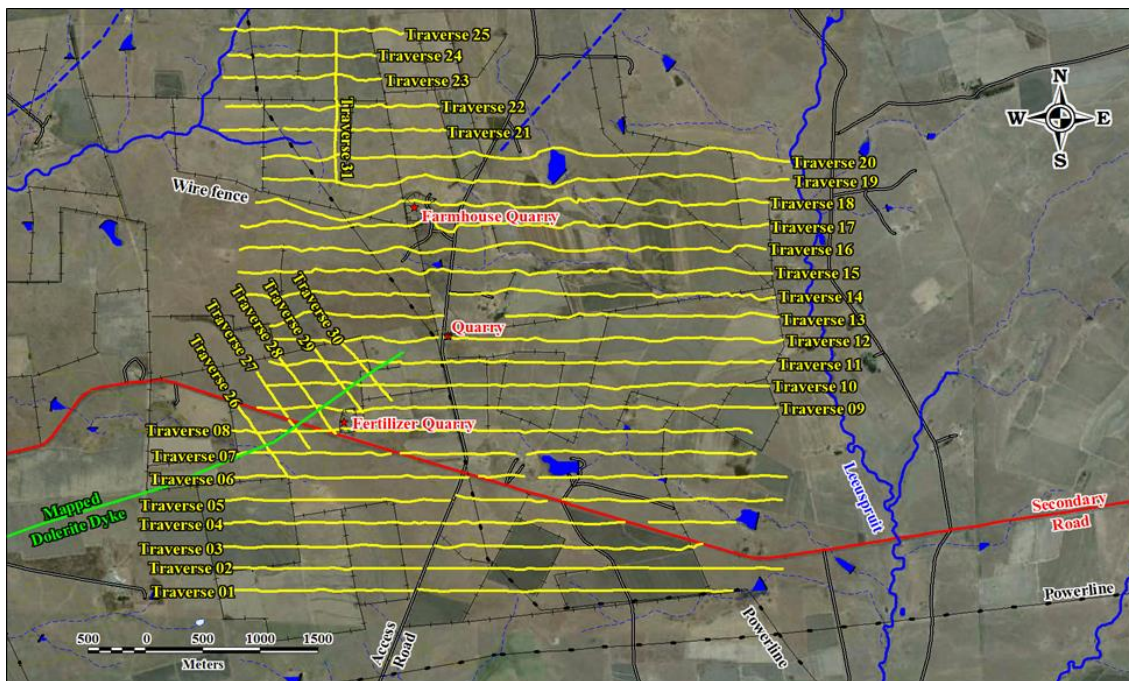 Traverse 25
Traverse 24
Traverse 23
Traverse 22
Traverse 21
Traverse 31
N
W
E
S
Traverse 20
Traverse 19
Wire fence
Traverse 18
Farmhouse Quarry
Traverse 17
Traverse 16
Traverse 15
Traverse 14
Traverse 30
Traverse 29
Traverse 28
Traverse 27
Traverse 26
Quarry
Traverse 13
Traverse 12
Traverse 11
Traverse 10
Traverse 09
Fertilizer Quarry
Traverse 08
Traverse 07
Traverse 06
Mapped
Dolerite Dyke
Traverse 05
Traverse 04
Traverse 03
Traverse 02
Traverse 01
Leeuspruit
Secondary
Road
Powerline
Powerline
Access
Road
500 0 500 1000 1500
Meters